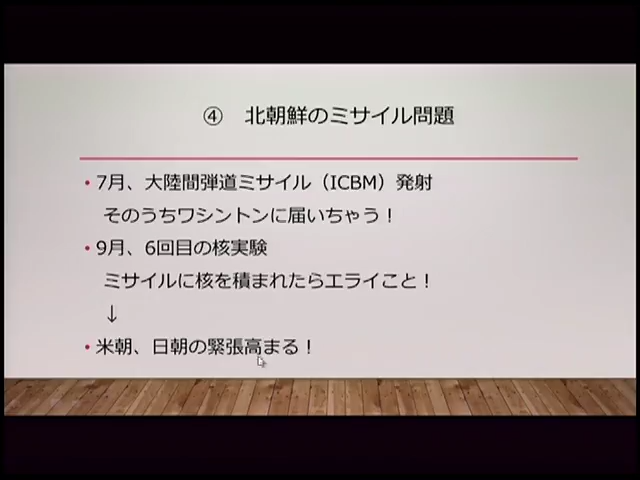 ④　北朝鮮のミサイル問題
・7月、大陸間弾道ミサイル（ICBM）発射
そのうちワシントンに届いちゃう！
・9月、6回目の核実験
ミサイルに核を積まれたらエライこと！
↓
・米朝、日朝の緊張高まる！